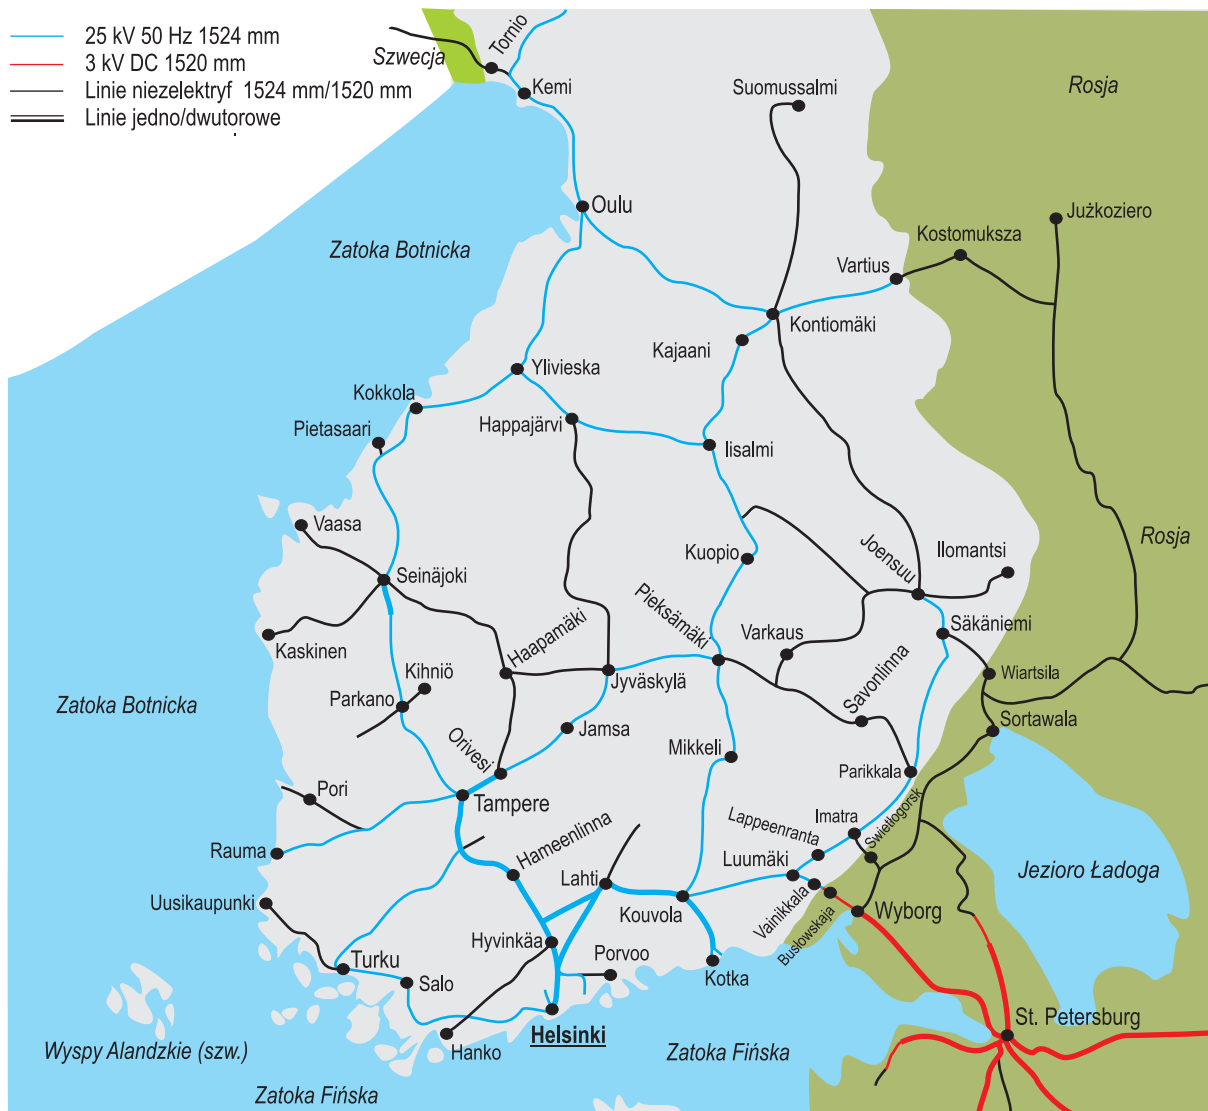 25 kV 50 Hz 1524 mm
3 kV DC 1520 mm
Linie niezelektryf 1524 mm/1520 mm
Linie jedno/dwutorowe
Szwecja
Tornio
Kemi
Suomussalmi
Rosja
Oulu
Zatoka Botnicka
Jużkoziero
Kostomuksza
Vartius
Kontiomäki
Kajaani
Ylivieska
Kokkola
Pietasaari
Happajärvi
Iisalmi
Vaasa
Kuopio
Joensuu
Ilomantsi
Rosja
Seinäjoki
Pieksämäki
Varkaus
Säkäniemi
Kaskinen
Haapamäki
Kihniö
Jyväskylä
Savonlinna
Wiartsila
Zatoka Botnicka
Parkano
Sortawala
Orivesi
Jamsa
Mikkeli
Parikkala
Pori
Tampere
Imatra
Swietłogorsk
Lappeenranta
Rauma
Hameenlinna
Luumäki
Jezioro Ładoga
Lahti
Uusikaupunki
Kouvola
Vainikkala
Busłowskaja
Wyborg
Hyvinkää
Porvoo
Turku
Salo
Kotka
St. Petersburg
Helsinki
Hanko
Wyspy Alandzkie (szw.)
Zatoka Fińska
Zatoka Fińska